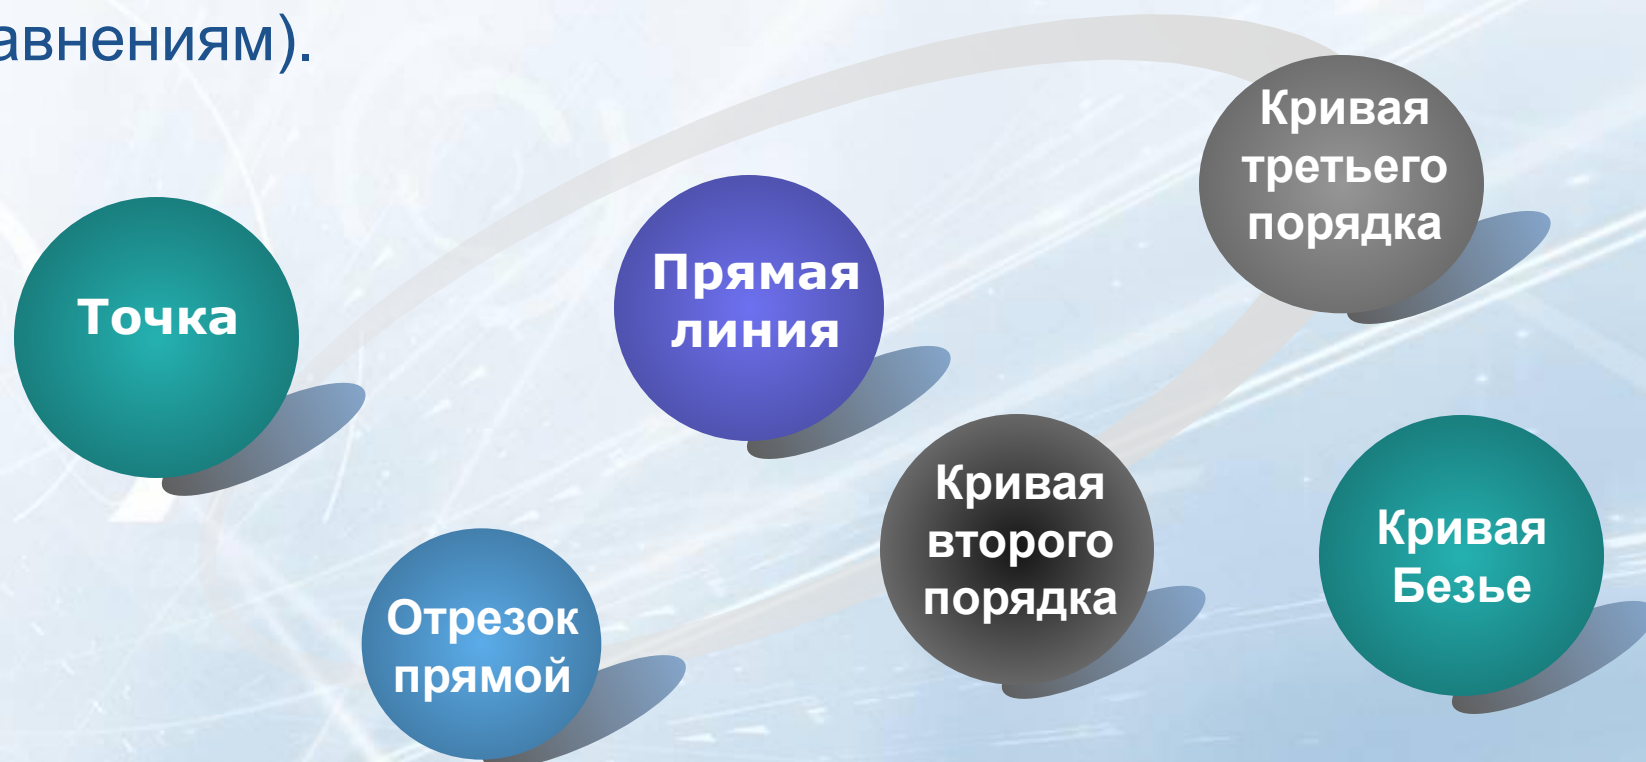 авнениям).
Кривая
третьего
порядка
Точка
Прямая
линия
Кривая
второго
порядка
Кривая
Безье
Отрезок
прямой